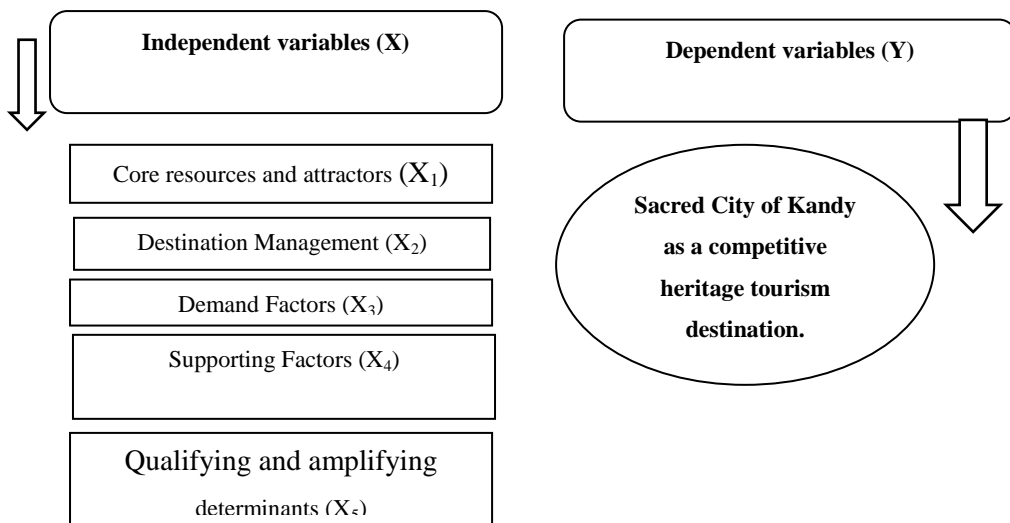 Independent variables (X)
Dependent variables (Y)
Core resources and attractors (X₁)
Destination Management (X₂)
Demand Factors (X₃)
Supporting Factors (X₄)
Qualifying and amplifying
determinants (X₅)
Sacred City of Kandy
as a competitive
heritage tourism
destination.